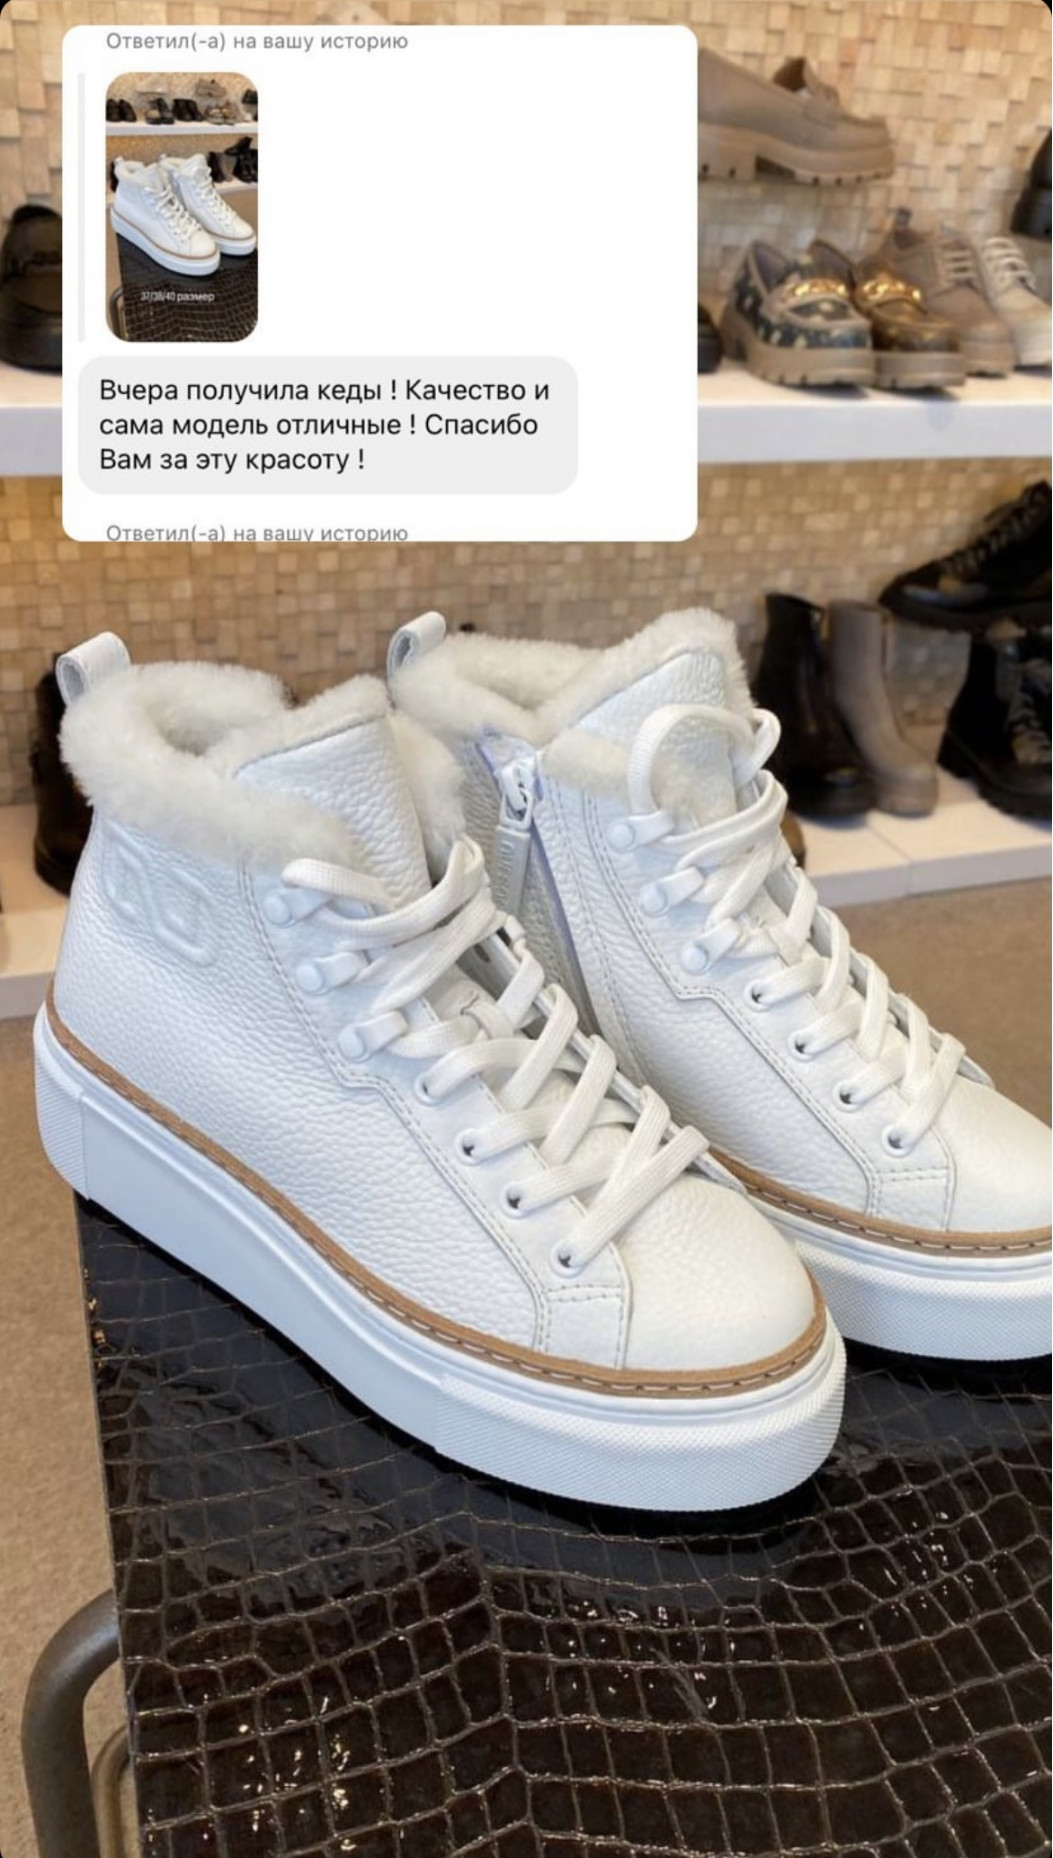 Ответил(-а) на вашу историю
37/38/40 размер
Вчера получила кеды ! Качество и
сама модель отличные ! Спасибо
Вам за эту красоту !
Ответил(-а) на вашу историю